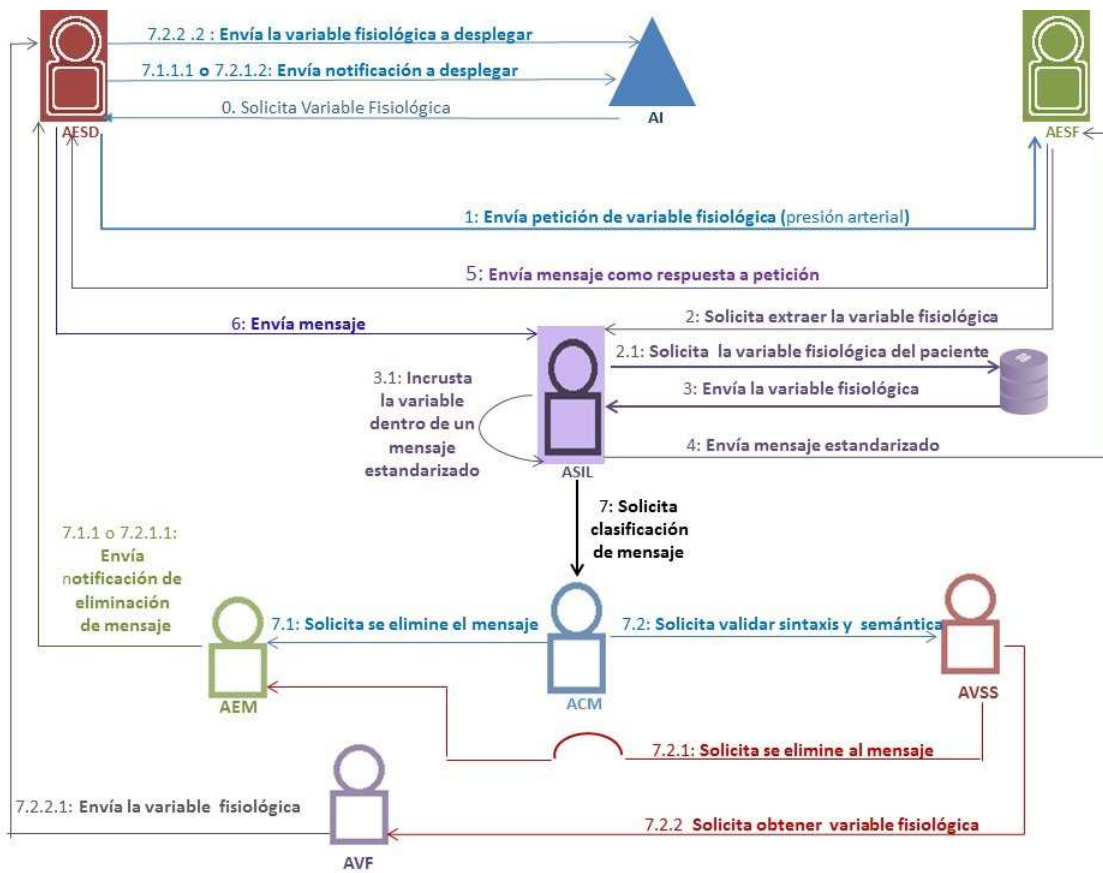 7.2.2 .2 : Envía la variable fisiológica a desplegar
7.1.1.1 o 7.2.1.2: Envía notificación a desplegar
0. Solicita Variable Fisiológica
AESD
AI
AESF
1: Envía petición de variable fisiológica (presión arterial)
5: Envía mensaje como respuesta a petición
6: Envía mensaje
2: Solicita extraer la variable fisiológica
2.1: Solicita la variable fisiológica del paciente
3: Envía la variable fisiológica
3.1: Incrusta
la variable
dentro de un
mensaje
estandarizado
4: Envía mensaje estandarizado
ASIL
7: Solicita
clasificación
de mensaje
7.1.1 o 7.2.1.1:
Envía
notificación de
eliminación
de mensaje
7.1: Solicita se elimine el mensaje
7.2: Solicita validar sintaxis y semántica
AEM
ACM
AVSS
7.2.1: Solicita se elimine al mensaje
7.2.2.1: Envía la variable fisiológica
7.2.2 Solicita obtener variable fisiológica
AVF